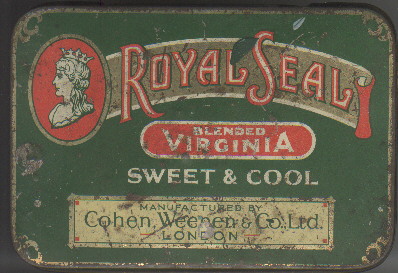 ROYAL SEAL
BLENDED
VIRGINIA
SWEET & COOL
MANUFACTURED BY
Cohen, Weenen & Co. Ltd.
LONDON